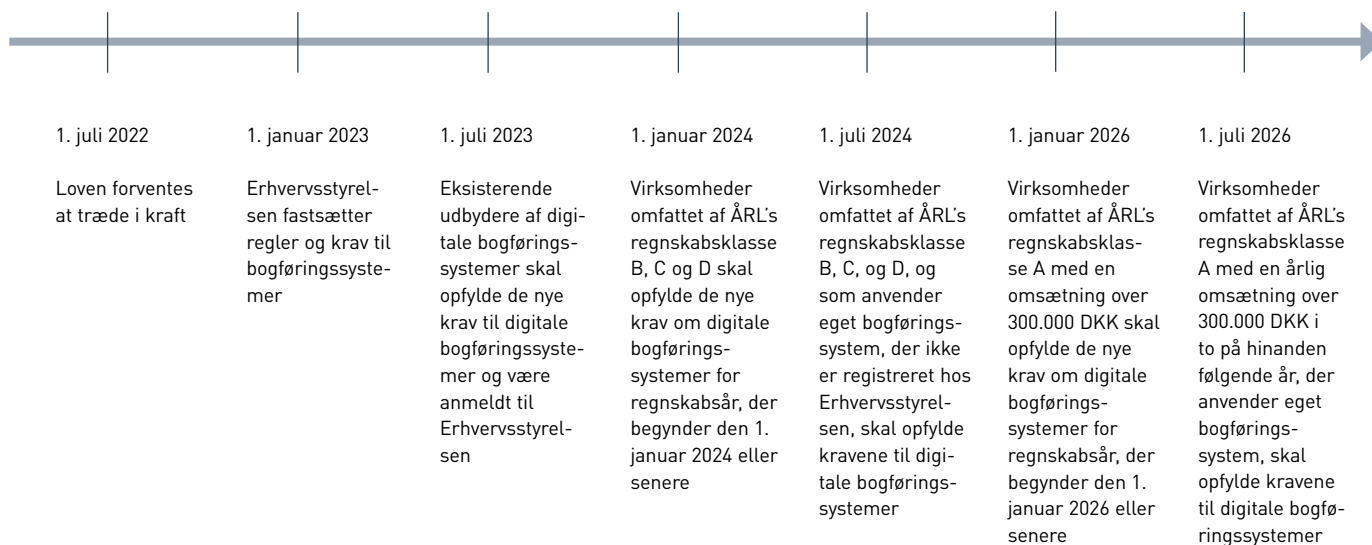 1. juli 2022
Loven forventes
at træde i kraft
1. januar 2023
Erhvervsstyrel-
sen fastsætter
regler og krav til
bogføringssyste-
mer
1. juli 2023
Eksisterende
udbydere af digi-
tale bogførings-
systemer skal
opfylde de nye
krav til digitale
bogføringssyste-
mer og være
anmeldt til
Erhvervsstyrel-
sen
1. januar 2024
Virksomheder
omfattet af ÅRL's
regnskabsklasse
B, C og D skal
opfylde de nye
krav om digitale
bogførings-
systemer for
regnskabsår, der
begynder den 1.
januar 2024 eller
senere
1. juli 2024
Virksomheder
omfattet af ÅRL's
regnskabsklasse
B, C, og D, og
som anvender
eget bogførings-
system, der ikke
er registreret hos
Erhvervsstyrel-
sen, skal opfylde
kravene til digi-
tale bogførings-
systemer
1. januar 2026
Virksomheder
omfattet af ÅRL's
regnskabsklas-
se A med en
omsætning over
300.000 DKK skal
opfylde de nye
krav om digitale
bogførings-
systemer for
regnskabsår, der
begynder den 1.
januar 2026 eller
senere
1. juli 2026
Virksomheder
omfattet af ÅRL's
regnskabsklasse
A med en årlig
omsætning over
300.000 DKK i
to på hinanden
følgende år, der
anvender eget
bogførings-
system, skal
opfylde kravene
til digitale bogfø-
ringssystemer